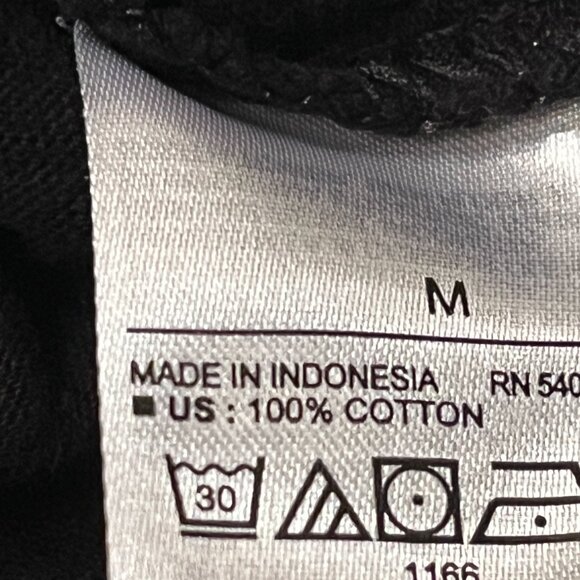 M
MADE IN INDONESIA RN 540
US : 100% COTTON
30
1166